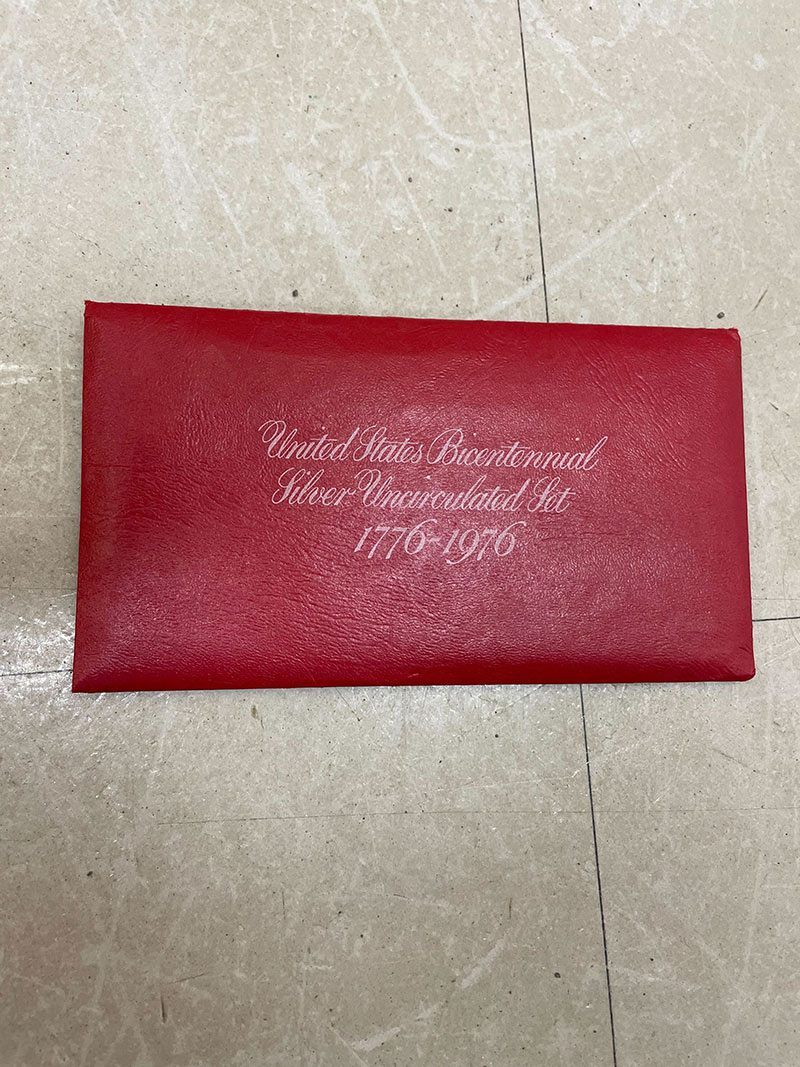 United States Bicentennial
Silver Uncirculated Set
1776-1976